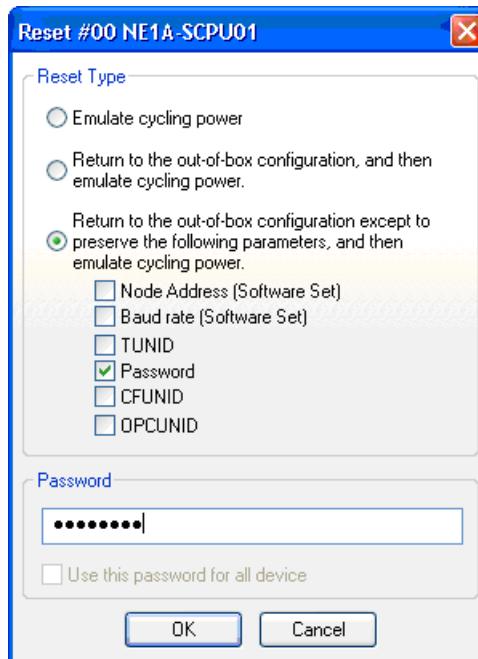 Reset #00 NE1A-SCPU01
Reset Type
Emulate cycling power
Return to the out-of-box configuration, and then
emulate cycling power.
Return to the out-of-box configuration except to
preserve the following parameters, and then
emulate cycling power.
Node Address (Software Set)
Baud rate (Software Set)
TUNID
Password
CFUNID
OPCUNID
Password
●●●●●●●●
Use this password for all device
OK Cancel